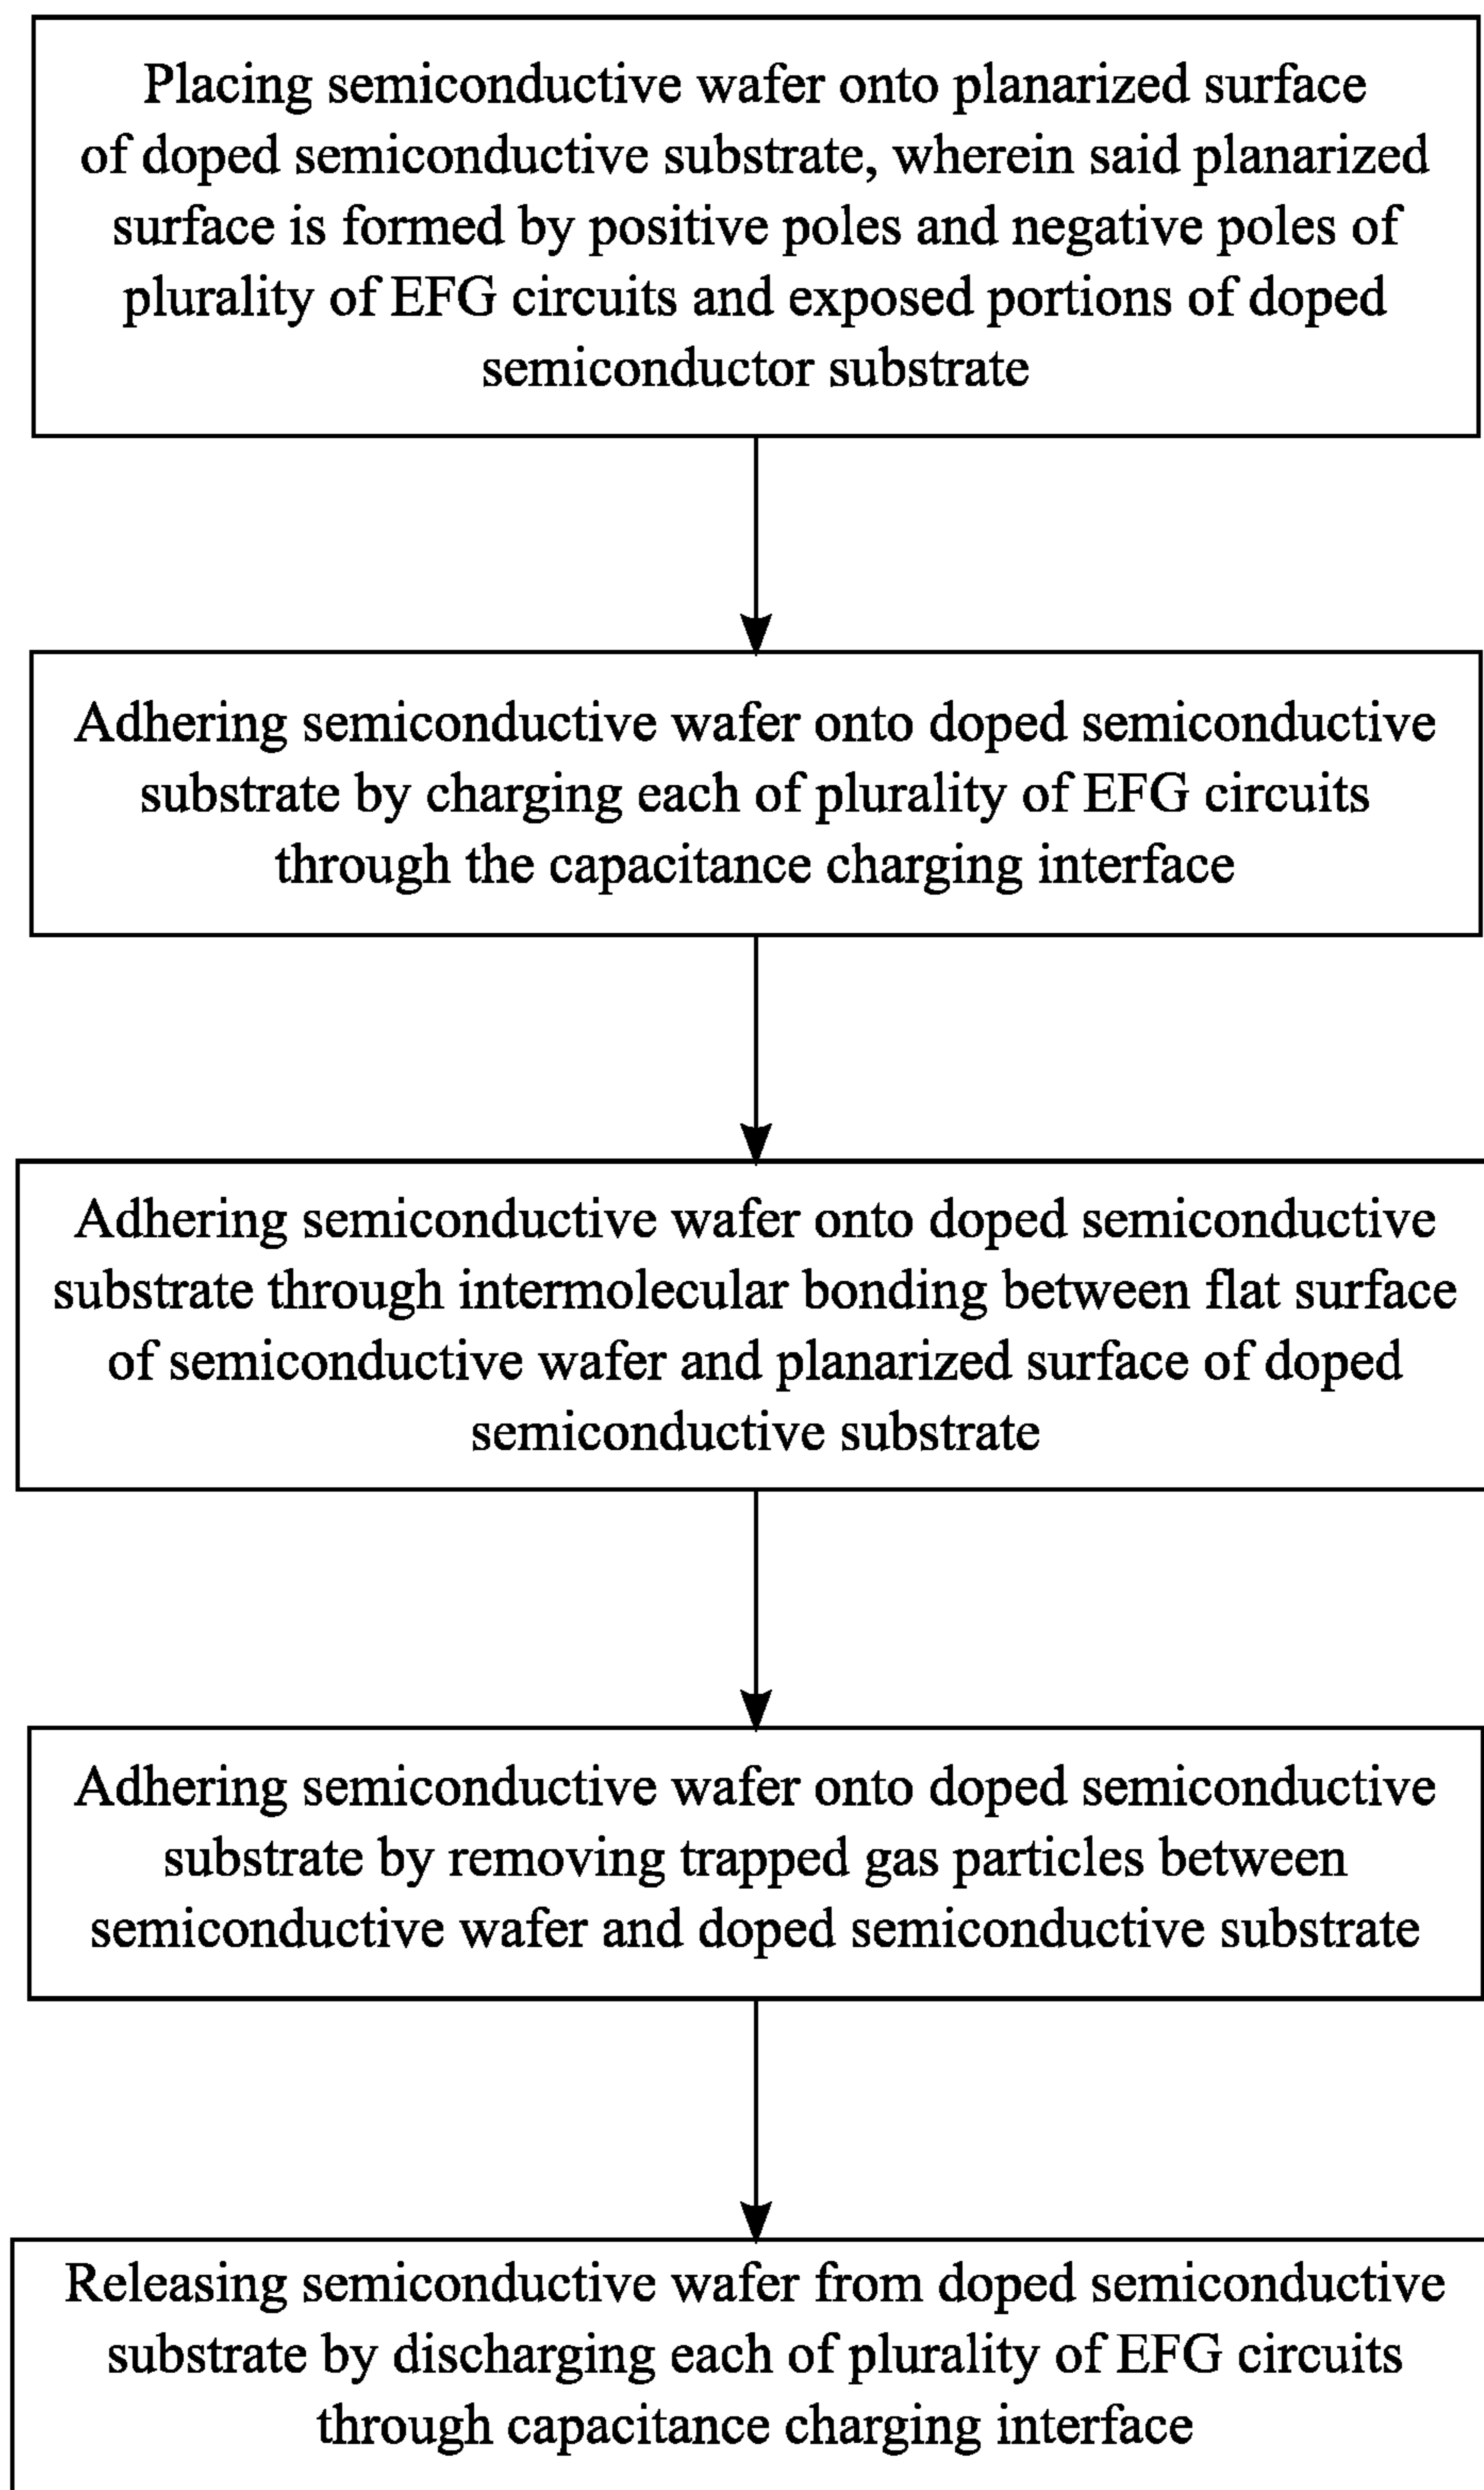 Placing semiconductive wafer onto planarized surface
of doped semiconductive substrate, wherein said planarized
surface is formed by positive poles and negative poles of
plurality of EFG circuits and exposed portions of doped
semiconductor substrate
Adhering semiconductive wafer onto doped semiconductive
substrate by charging each of plurality of EFG circuits
through the capacitance charging interface
Adhering semiconductive wafer onto doped semiconductive
substrate through intermolecular bonding between flat surface
of semiconductive wafer and planarized surface of doped
semiconductive substrate
Adhering semiconductive wafer onto doped semiconductive
substrate by removing trapped gas particles between
semiconductive wafer and doped semiconductive substrate
Releasing semiconductive wafer from doped semiconductive
substrate by discharging each of plurality of EFG circuits
through capacitance charging interface